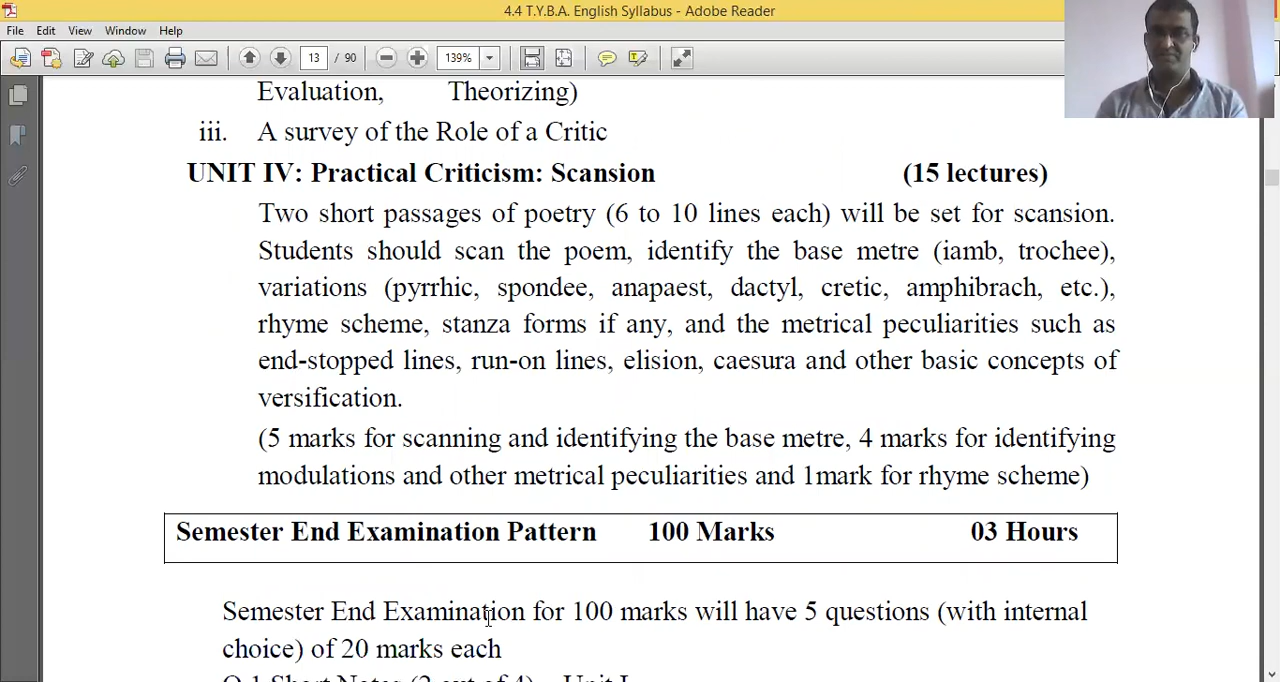 4.4 T.Y.B.A. English Syllabus - Adobe Reader
File Edit View Window Help
13 / 90 139%
Evaluation, Theorizing)
iii. A survey of the Role of a Critic
UNIT IV: Practical Criticism: Scansion (15 lectures)
Two short passages of poetry (6 to 10 lines each) will be set for scansion.
Students should scan the poem, identify the base metre (iamb, trochee),
variations (pyrrhic, spondee, anapaest, dactyl, cretic, amphibrach, etc.),
rhyme scheme, stanza forms if any, and the metrical peculiarities such as
end-stopped lines, run-on lines, elision, caesura and other basic concepts of
versification.
(5 marks for scanning and identifying the base metre, 4 marks for identifying
modulations and other metrical peculiarities and 1mark for rhyme scheme)
Semester End Examination Pattern 100 Marks 03 Hours
Semester End Examination for 100 marks will have 5 questions (with internal
choice) of 20 marks each
Q.1 Short Notes (2 out of 4) – Unit I